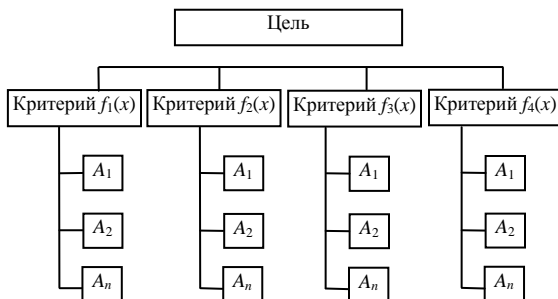 Цель
Критерий f₁(x) Критерий f₂(x) Критерий f₃(x) Критерий f₄(x)
A₁ A₁ A₁ A₁
A₂ A₂ A₂ A₂
Aₙ Aₙ Aₙ Aₙ